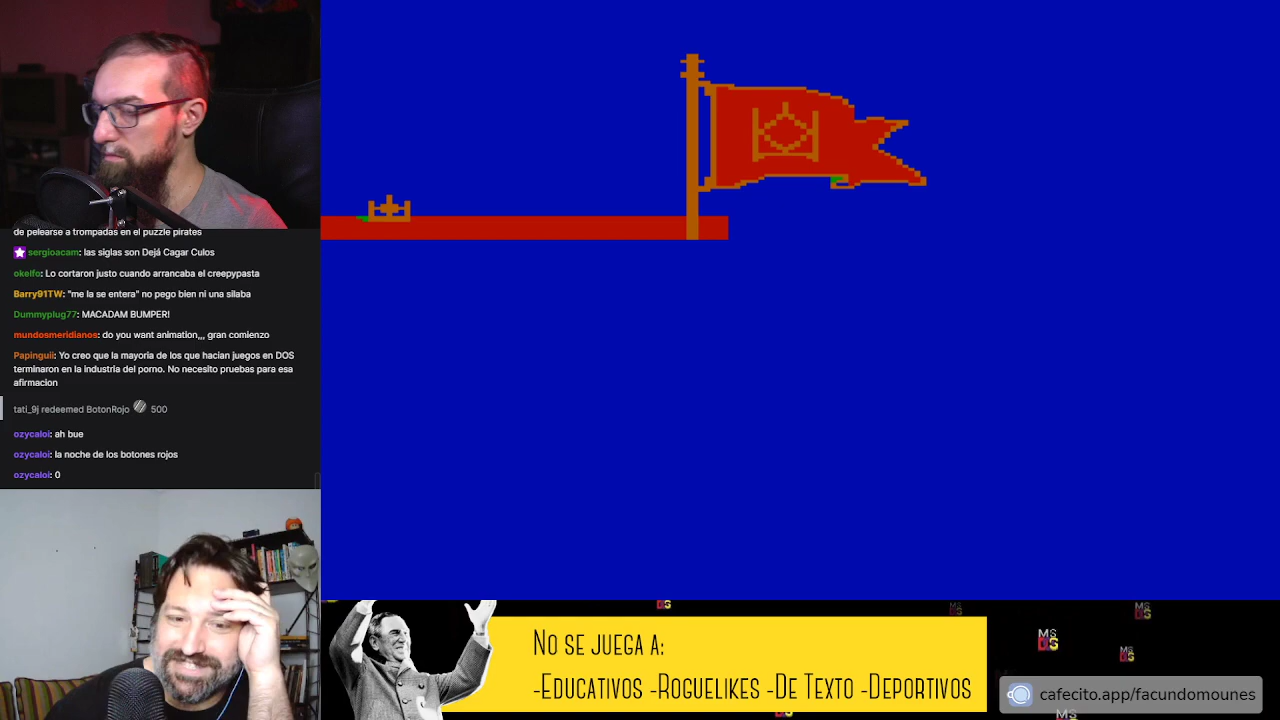 de pelearse a trompadas en el puzzle pirates
sergioacam: las siglas son Dejá Cagar Culos
okelfo: Lo cortaron justo cuando arrancaba el creepypasta
Barry91TW: "me la se entera" no pego bien ni una silaba
Dummyplug77: MACADAM BUMPER!
mundosmeridianos: do you want animation,,, gran comienzo
Papinguii: Yo creo que la mayoria de los que hacian juegos en DOS
terminaron en la industria del porno. No necesito pruebas para esa
afirmacion
tati_9j redeemed BotonRojo 500
ozycaloi: ah bue
ozycaloi: la noche de los botones rojos
ozycaloi: 0
No se juega a:
-Educativos -Roguelikes -De Texto -Deportivos
MS
DS
cafecito.app/facundomounes